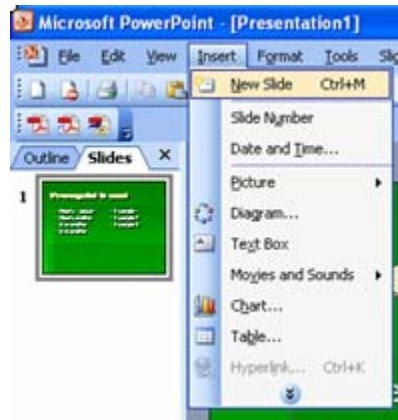 Microsoft PowerPoint - [Presentation1]
File Edit View Insert Format Tools
New Slide Ctrl+M
Slide Number
Date and Time...
Outline Slides
Picture
1
Diagram...
Text Box
Movies and Sounds
Chart...
Table...
Hyperlink... Ctrl+K